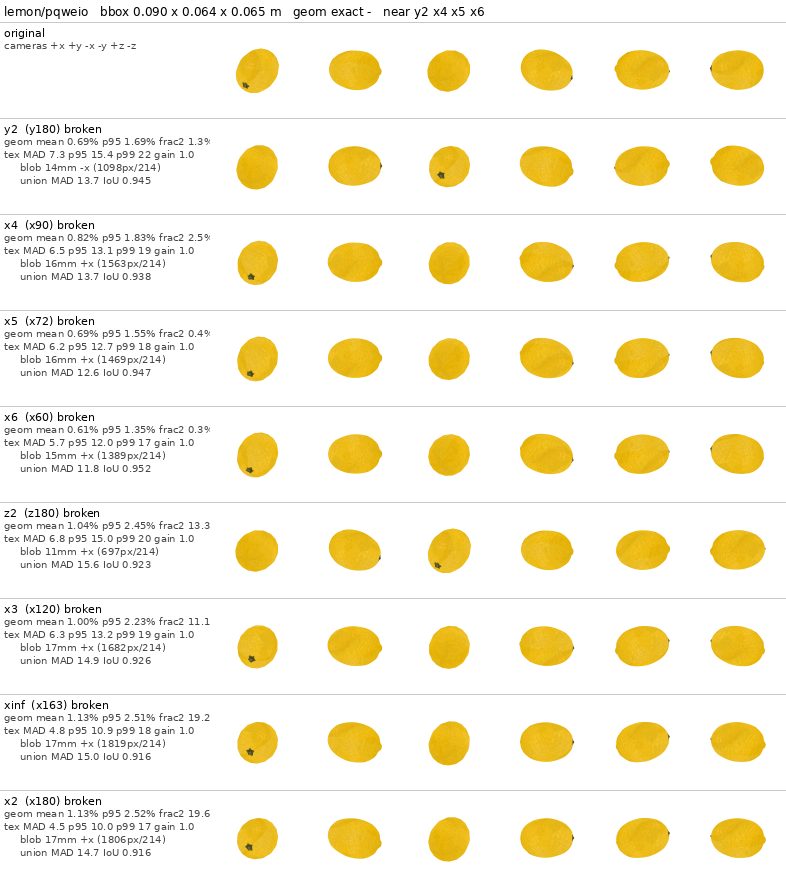 lemon/pqweio   bbox 0.090 x 0.064 x 0.065 m   geom exact -   near y2 x4 x5 x6
original
cameras +x +y -x -y +z -z
y2  (y180) broken
geom mean 0.69% p95 1.69% frac2 1.3%
tex MAD 7.3 p95 15.4 p99 22 gain 1.0
blob 14mm -x (1098px/214)
union MAD 13.7 IoU 0.945
x4  (x90) broken
geom mean 0.82% p95 1.83% frac2 2.5%
tex MAD 6.5 p95 13.1 p99 19 gain 1.0
blob 16mm +x (1563px/214)
union MAD 13.7 IoU 0.938
x5  (x72) broken
geom mean 0.69% p95 1.55% frac2 0.4%
tex MAD 6.2 p95 12.7 p99 18 gain 1.0
blob 16mm +x (1469px/214)
union MAD 12.6 IoU 0.947
x6  (x60) broken
geom mean 0.61% p95 1.35% frac2 0.3%
tex MAD 5.7 p95 12.0 p99 17 gain 1.0
blob 15mm +x (1389px/214)
union MAD 11.8 IoU 0.952
z2  (z180) broken
geom mean 1.04% p95 2.45% frac2 13.3
tex MAD 6.8 p95 15.0 p99 20 gain 1.0
blob 11mm +x (697px/214)
union MAD 15.6 IoU 0.923
x3  (x120) broken
geom mean 1.00% p95 2.23% frac2 11.1
tex MAD 6.3 p95 13.2 p99 19 gain 1.0
blob 17mm +x (1682px/214)
union MAD 14.9 IoU 0.926
xinf  (x163) broken
geom mean 1.13% p95 2.51% frac2 19.2
tex MAD 4.8 p95 10.9 p99 18 gain 1.0
blob 17mm +x (1819px/214)
union MAD 15.0 IoU 0.916
x2  (x180) broken
geom mean 1.13% p95 2.52% frac2 19.6
tex MAD 4.5 p95 10.0 p99 17 gain 1.0
blob 17mm +x (1806px/214)
union MAD 14.7 IoU 0.916